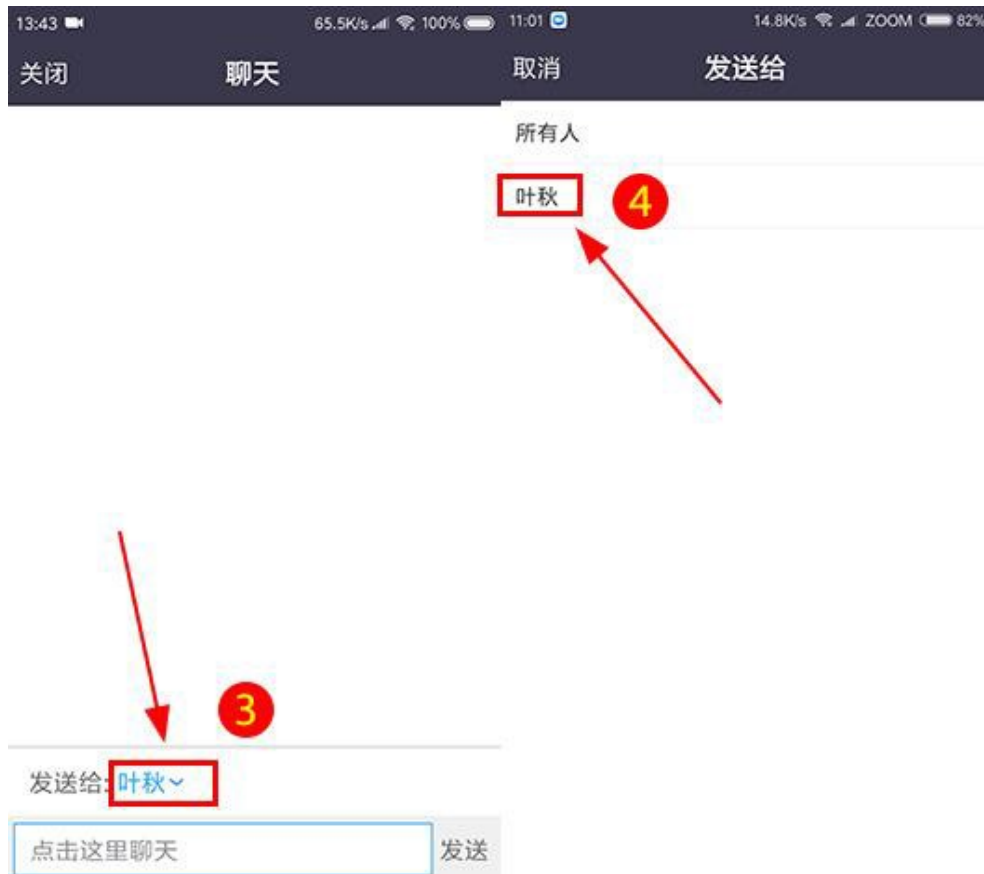 13:43 65.5K/s 100%
关闭 聊天
3
发送给: 叶秋
点击这里聊天 发送
11:01 14.8K/s ZOOM 82%
取消 发送给
所有人
叶秋 4